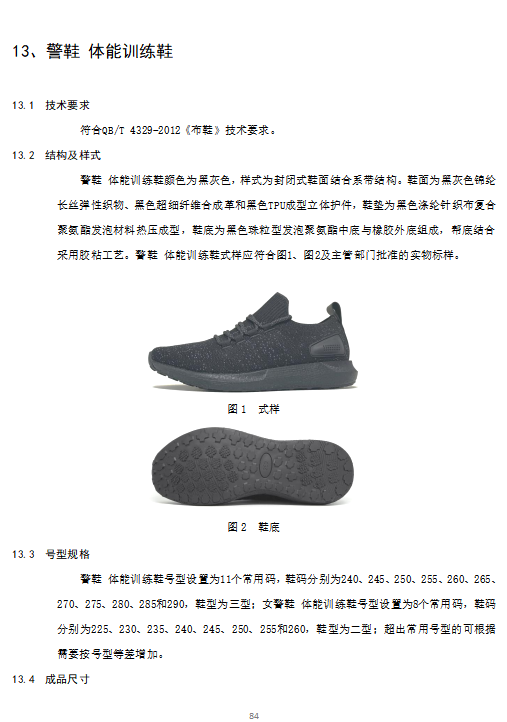 13、警鞋 体能训练鞋
13.1 技术要求
符合QB/T 4329-2012《布鞋》技术要求。
13.2 结构及样式
警鞋 体能训练鞋颜色为黑灰色，样式为封闭式鞋面结合系带结构。鞋面为黑灰色锦纶
长丝弹性织物、黑色超细纤维合成革和黑色TPU成型立体护件，鞋垫为黑色涤纶针织布复合
聚氨酯发泡材料热压成型，鞋底为黑色珠粒型发泡聚氨酯中底与橡胶外底组成，帮底结合
采用胶粘工艺。警鞋 体能训练鞋式样应符合图1、图2及主管部门批准的实物标样。
图1 式样
图2 鞋底
13.3 号型规格
警鞋 体能训练鞋号型设置为11个常用码，鞋码分别为240、245、250、255、260、265、
270、275、280、285和290，鞋型为三型；女警鞋 体能训练鞋号型设置为8个常用码，鞋码
分别为225、230、235、240、245、250、255和260，鞋型为二型；超出常用号型的可根据
需要按号型等差增加。
13.4 成品尺寸
84